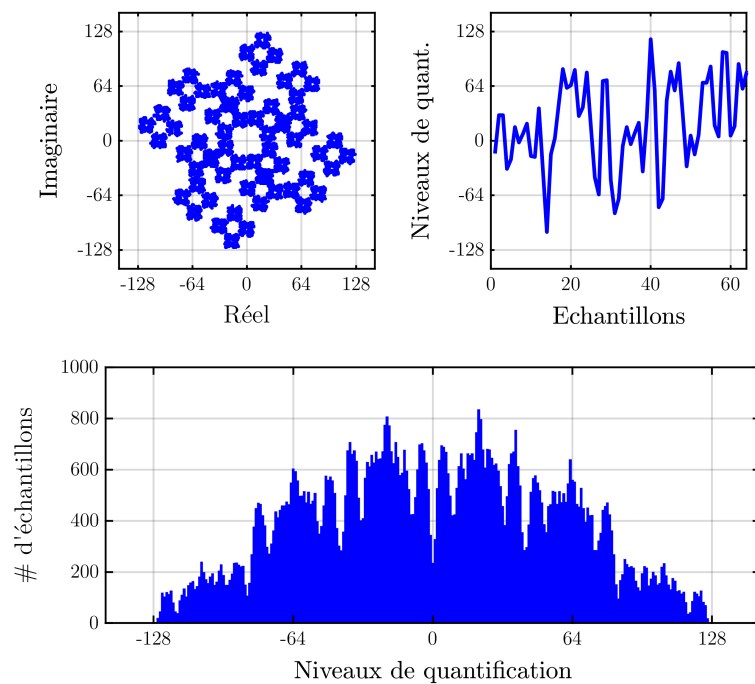 Imaginaire
128
64
0
-64
-128
-128 -64 0 64 128
Réel
Niveaux de quant.
128
64
0
-64
-128
0 20 40 60
Echantillons
# d'échantillons
1000
800
600
400
200
0
-128 -64 0 64 128
Niveaux de quantification